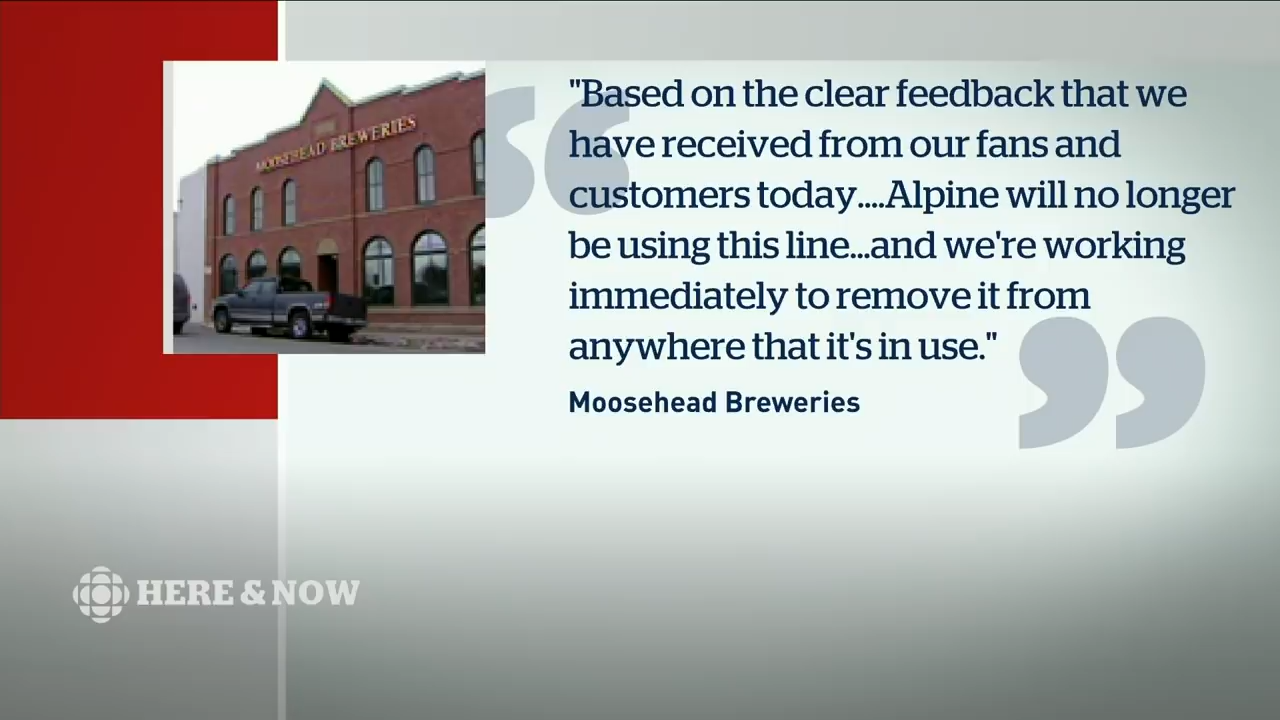 MOOSEHEAD BREWERIES
"Based on the clear feedback that we
have received from our fans and
customers today....Alpine will no longer
be using this line...and we're working
immediately to remove it from
anywhere that it's in use."
Moosehead Breweries
HERE & NOW